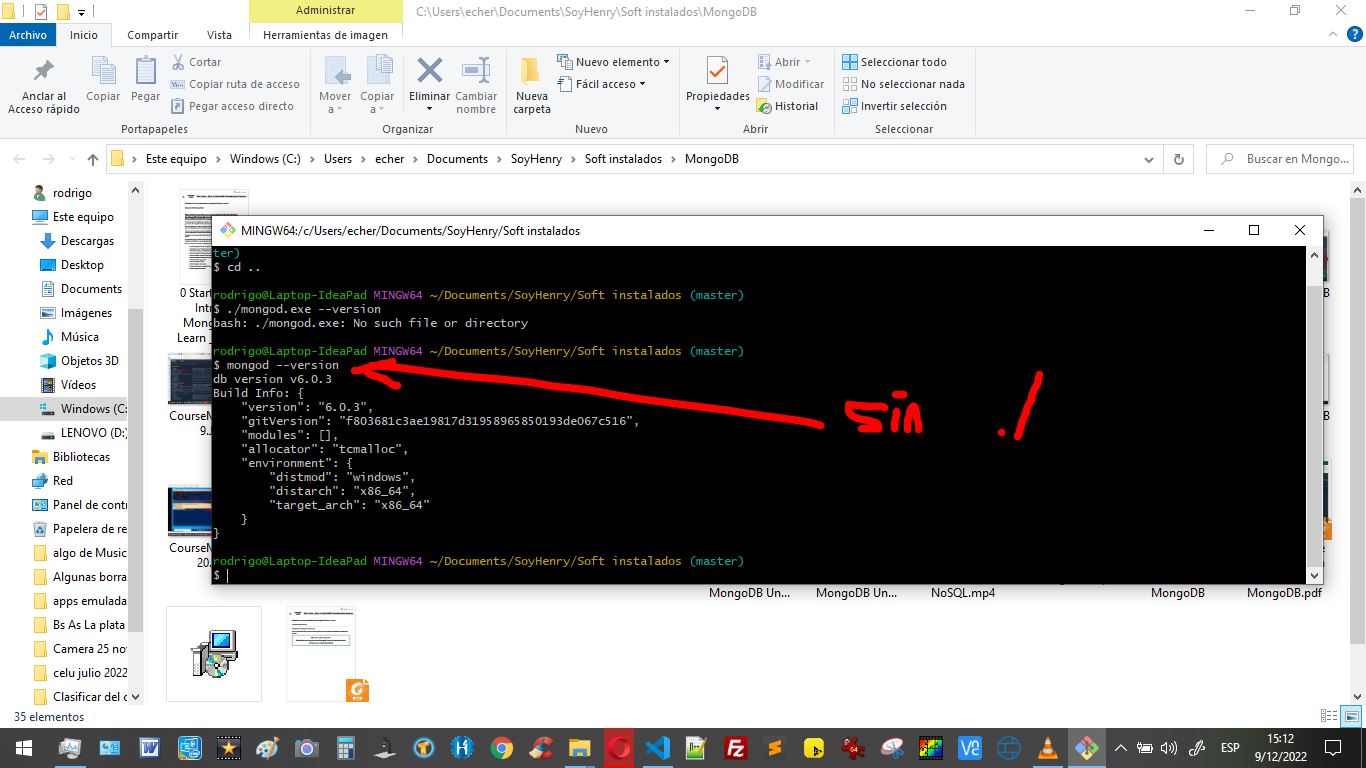 Administrar
C:\Users\echer\Documents\SoyHenry\Soft instalados\MongoDB
Archivo
Inicio
Compartir
Vista
Herramientas de imagen
Anclar al
Acceso rápido
Copiar
Pegar
Cortar
Copiar ruta de acceso
Pegar acceso directo
Portapapeles
Mover
a
Copiar
a
Eliminar
Cambiar
nombre
Organizar
Nueva
carpeta
Nuevo elemento
Fácil acceso
Nuevo
Propiedades
Abrir
Modificar
Historial
Abrir
Seleccionar todo
No seleccionar nada
Invertir selección
Seleccionar
Este equipo > Windows (C:) > Users > echer > Documents > SoyHenry > Soft instalados > MongoDB
Buscar en Mongo...
rodrigo
Este equipo
Descargas
Desktop
Documents
Imágenes
Música
Objetos 3D
Vídeos
Windows (C:
LENOVO (D:
Bibliotecas
Red
Panel de contr
Papelera de re
algo de Music
Algunas borra
apps emulada
Bs As La plata
Camera 25 nov
celu julio 2022
Clasificar del c
0 Start
Int
Mong
Learn _
CourseM
9.
CourseM
20.
MINGW64:/c/Users/echer/Documents/SoyHenry/Soft instalados
ter)
$ cd ..
rodrigo@Laptop-IdeaPad MINGW64 ~/Documents/SoyHenry/Soft instalados (master)
$ ./mongod.exe --version
bash: ./mongod.exe: No such file or directory
rodrigo@Laptop-IdeaPad MINGW64 ~/Documents/SoyHenry/Soft instalados (master)
$ mongod --version
db version v6.0.3
Build Info: {
"version": "6.0.3",
"gitVersion": "f803681c3ae19817d31958965850193de067c516",
"modules": [],
"allocator": "tcmalloc",
"environment": {
"distmod": "windows",
"distarch": "x86_64",
"target_arch": "x86_64"
}
}
rodrigo@Laptop-IdeaPad MINGW64 ~/Documents/SoyHenry/Soft instalados (master)
$
sin ./
MongoDB Un...
MongoDB Un...
NoSQL.mp4
MongoDB
MongoDB.pdf
PDF
35 elementos
ESP
15:12
9/12/2022